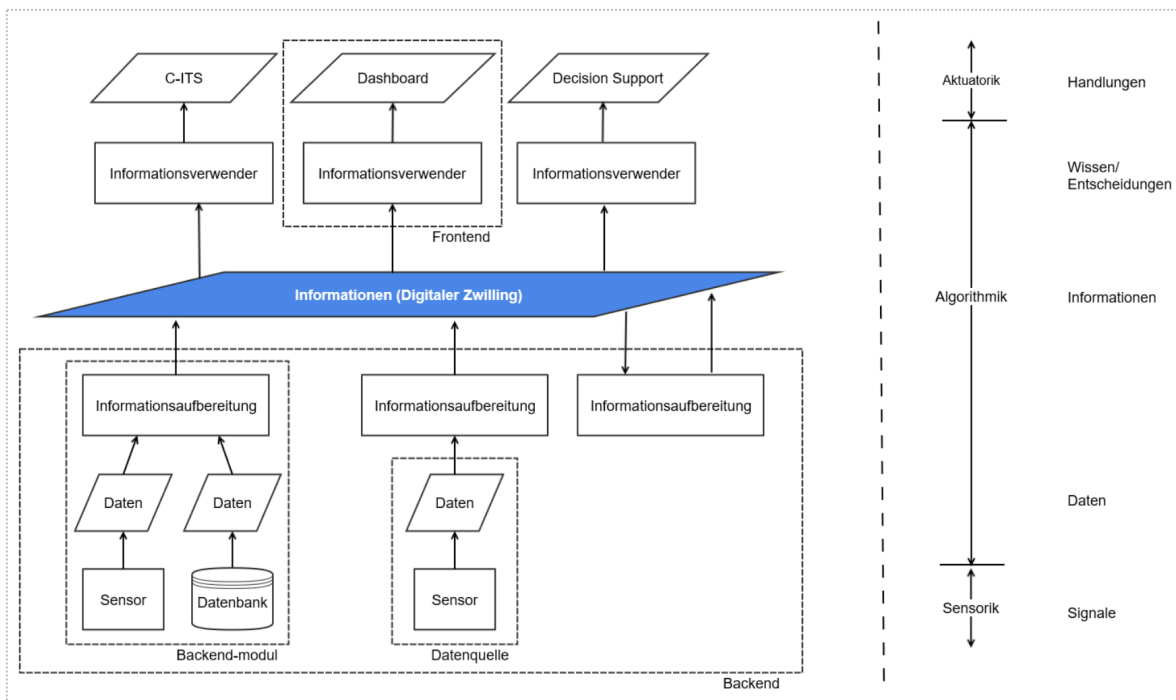 C-ITS
Dashboard
Decision Support
Informationsverwender
Informationsverwender
Informationsverwender
Frontend
Informationen (Digitaler Zwilling)
Informationsaufbereitung
Informationsaufbereitung
Informationsaufbereitung
Daten
Daten
Daten
Sensor
Datenbank
Sensor
Backend-modul
Datenquelle
Backend
Aktuatorik
Handlungen
Wissen/
Entscheidungen
Algorithmik
Informationen
Daten
Sensorik
Signale